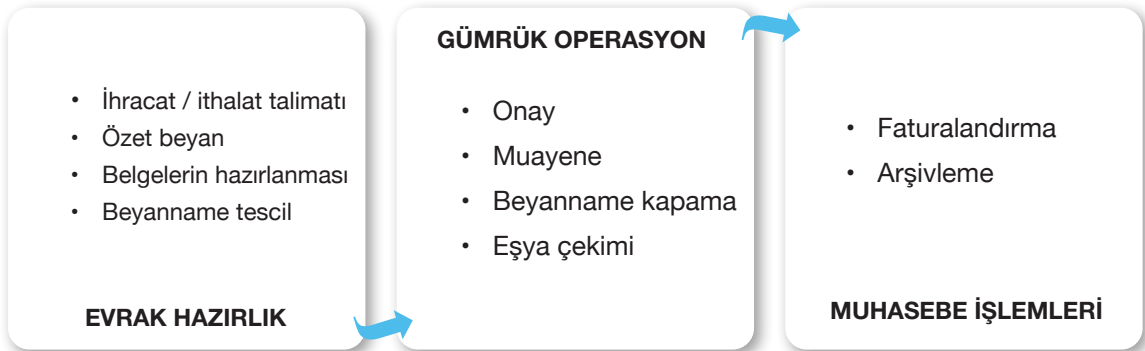 • İhracat / ithalat talimatı
• Özet beyan
• Belgelerin hazırlanması
• Beyanname tescil
EVRAK HAZIRLIK
GÜMRÜK OPERASYON
• Onay
• Muayene
• Beyanname kapama
• Eşya çekimi
• Faturalandırma
• Arşivleme
MUHASEBE İŞLEMLERİ